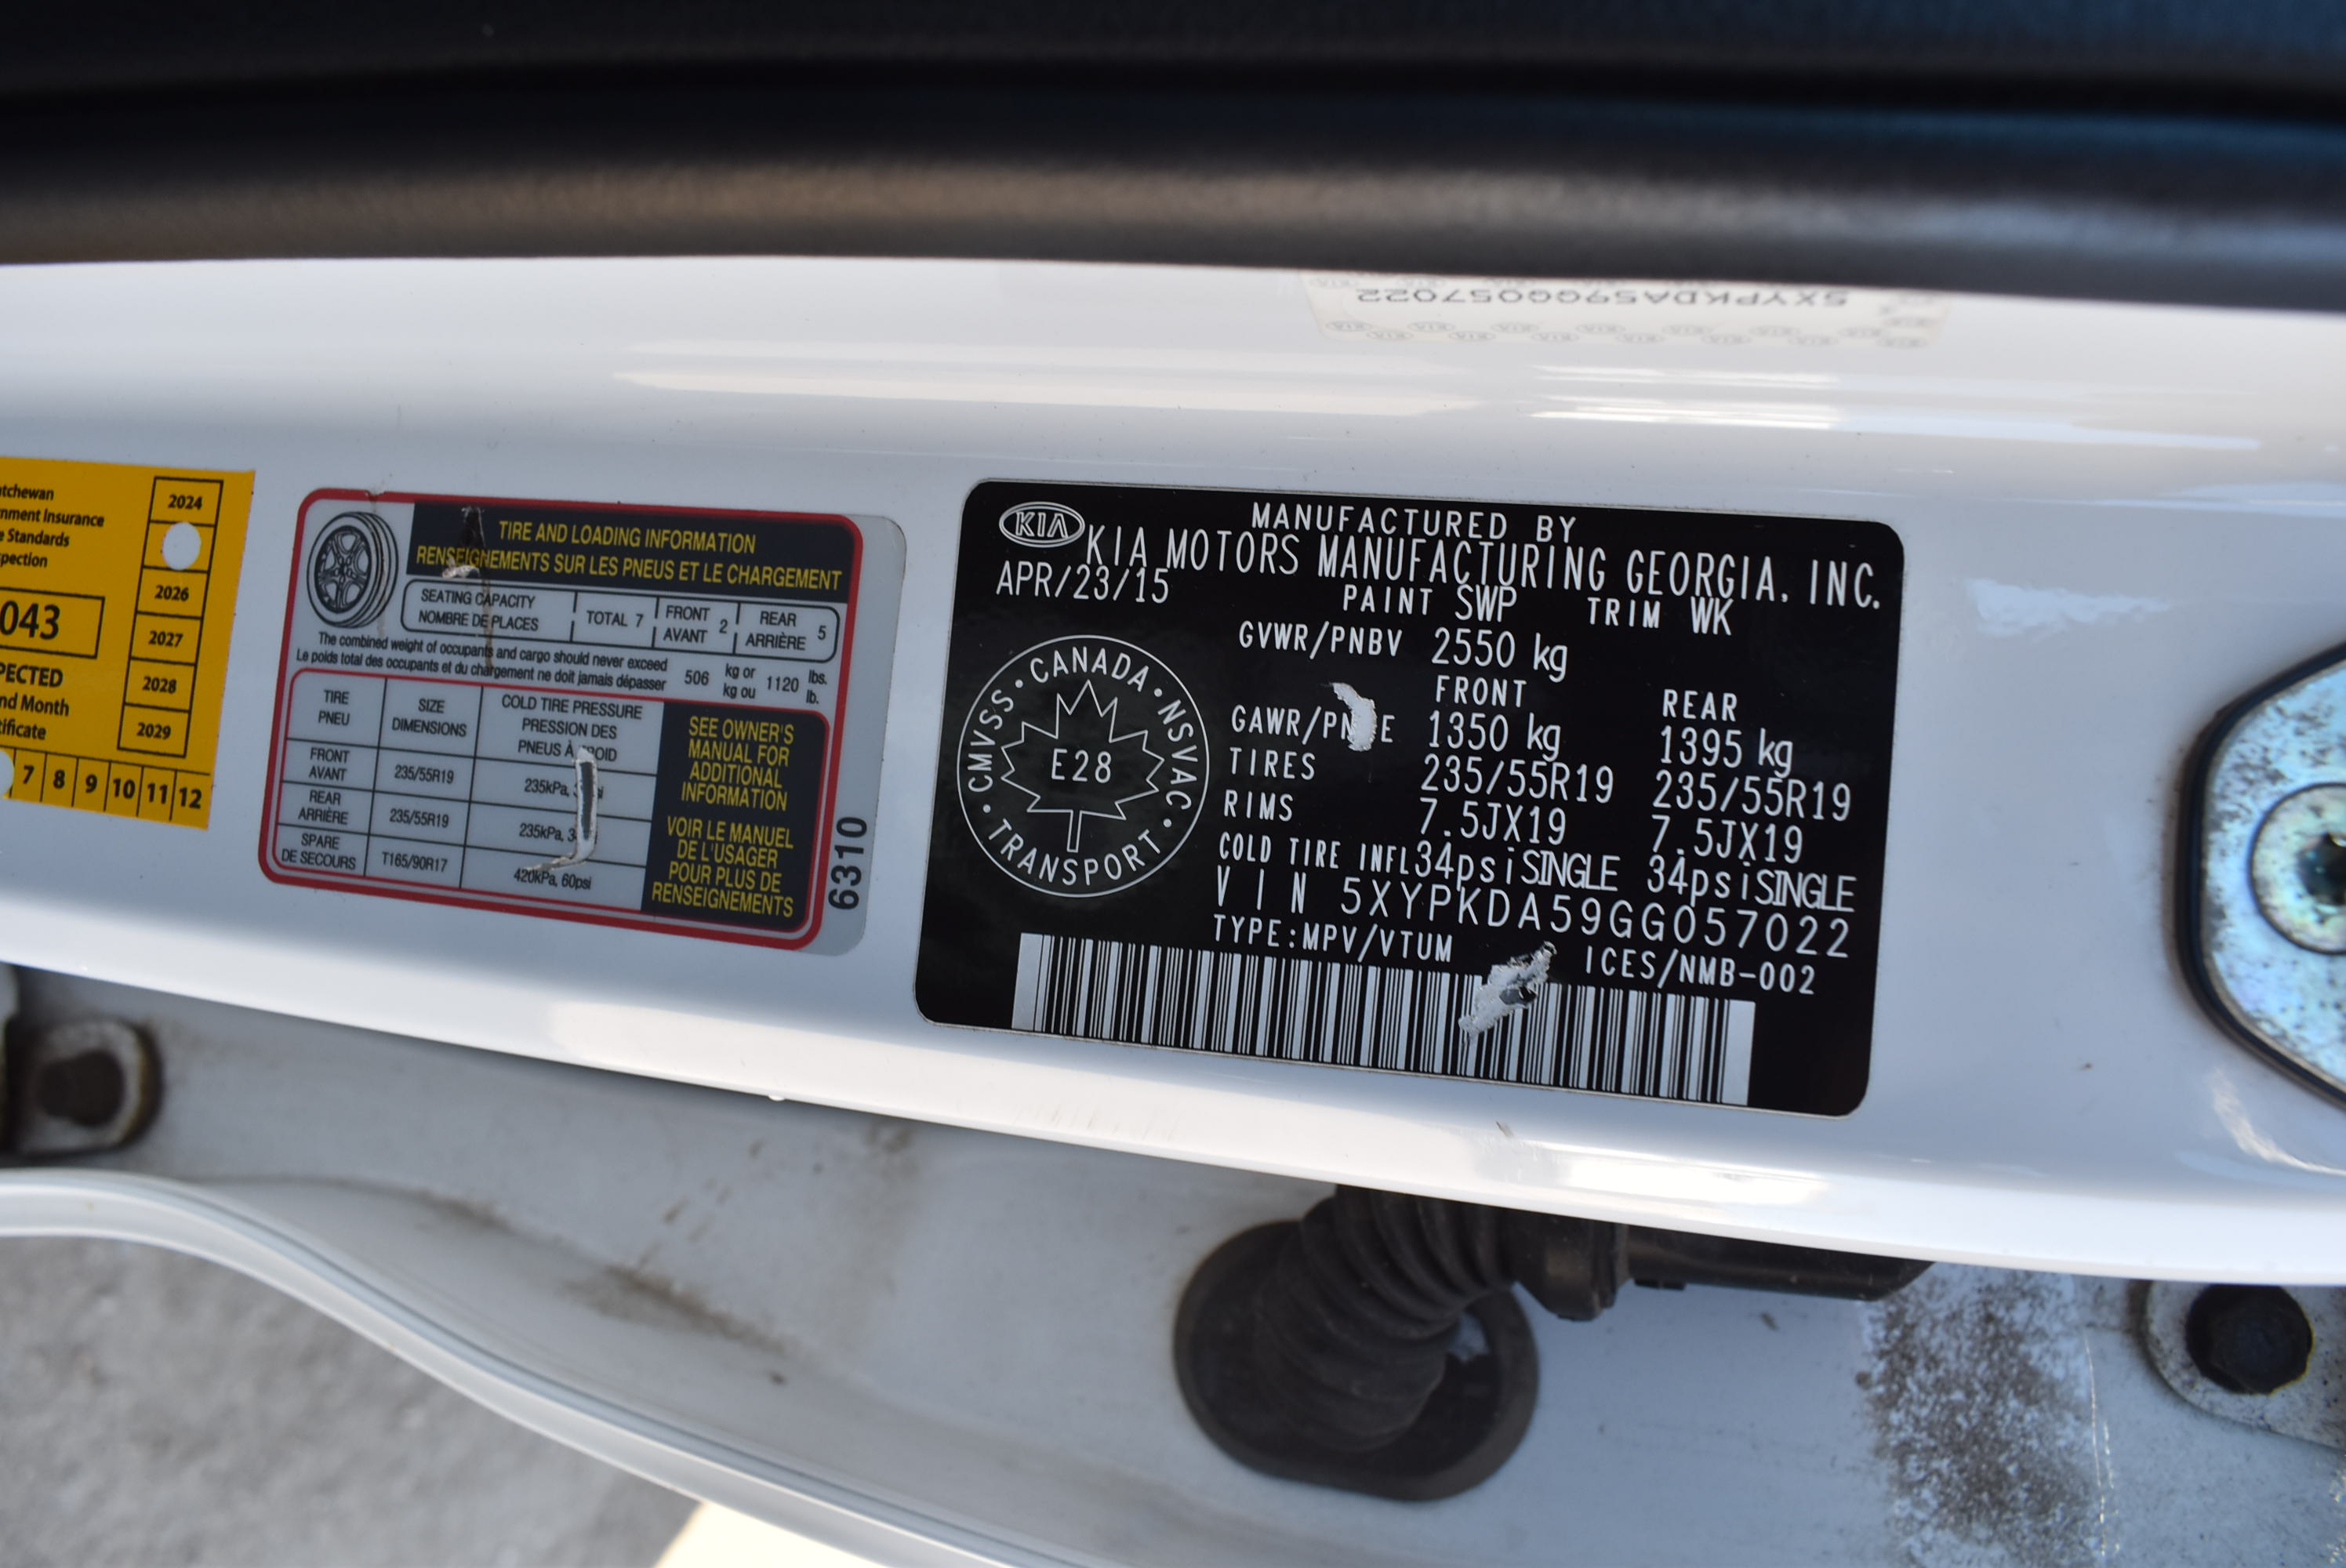 5XYPKDA59GG057022
2024
2026
2027
2028
2029
nment Insurance
Standards
043
nd Month
7 8 9 10 11 12
TIRE AND LOADING INFORMATION
RENSEIGNEMENTS SUR LES PNEUS ET LE CHARGEMENT
SEATING CAPACITY
NOMBRE DE PLACES
TOTAL 7
FRONT
AVANT 2
REAR
ARRIÈRE 5
The combined weight of occupants and cargo should never exceed 506 kg or 1120 lbs.
Le poids total des occupants et du chargement ne doit jamais dépasser kg ou lb.
TIRE
PNEU
SIZE
DIMENSIONS
COLD TIRE PRESSURE
PRESSION DES
PNEUS À
FRONT
AVANT
235/55R19
235kPa,
REAR
ARRIÈRE
235/55R19
235kPa,
SPARE
DE SECOURS
T165/90R17
420kPa, 60psi
SEE OWNER'S
MANUAL FOR
ADDITIONAL
INFORMATION
VOIR LE MANUEL
DE L'USAGER
POUR PLUS DE
RENSEIGNEMENTS
6310
KIA
MANUFACTURED BY
KIA MOTORS MANUFACTURING GEORGIA, INC.
APR/23/15 PAINT SWP TRIM WK
GVWR/PNBV 2550 kg
FRONT REAR
GAWR/PN E 1350 kg 1395 kg
TIRES 235/55R19 235/55R19
RIMS 7.5JX19 7.5JX19
COLD TIRE INFL 34psi SINGLE 34psi SINGLE
VIN 5XYPKDA59GG057022
TYPE:MPV/VTUM ICES/NMB-002
CANADA • NSVAC • TRANSPORT • CMVSS •
E28